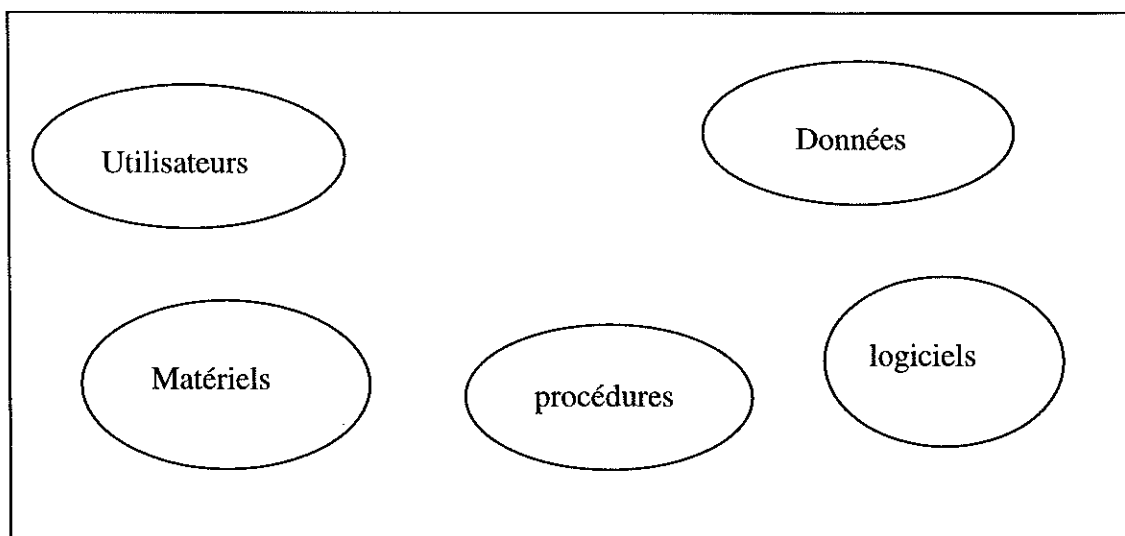 Utilisateurs
Données
Matériels
procédures
logiciels